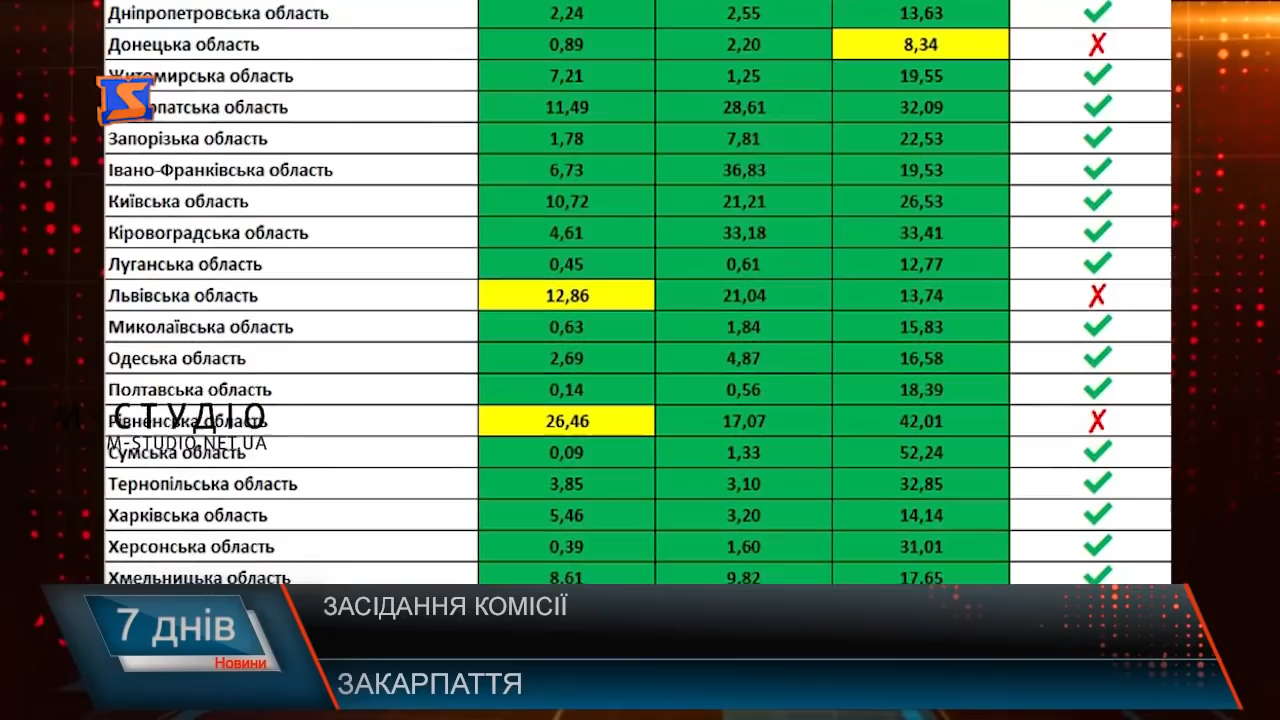 Дніпропетровська область 2,24 2,55 13,63
Донецька область 0,89 2,20 8,34
Житомирська область 7,21 1,25 19,55
область 11,49 28,61 32,09
Запорізька область 1,78 7,81 22,53
Івано-Франківська область 6,73 36,83 19,53
Київська область 10,72 21,21 26,53
Кіровоградська область 4,61 33,18 33,41
Луганська область 0,45 0,61 12,77
Львівська область 12,86 21,04 13,74
Миколаївська область 0,63 1,84 15,83
Одеська область 2,69 4,87 16,58
Полтавська область 0,14 0,56 18,39
М-СТУДІО
Рівненська область 26,46 17,07 42,01
M-STUDIO.NET.UA
Сумська область 0,09 1,33 52,24
Тернопільська область 3,85 3,10 32,85
Харківська область 5,46 3,20 14,14
Херсонська область 0,39 1,60 31,01
Хмельницька область 8,61 9,82 17,65
7 днів
Новини
ЗАСІДАННЯ КОМІСІЇ
ЗАКАРПАТТЯ